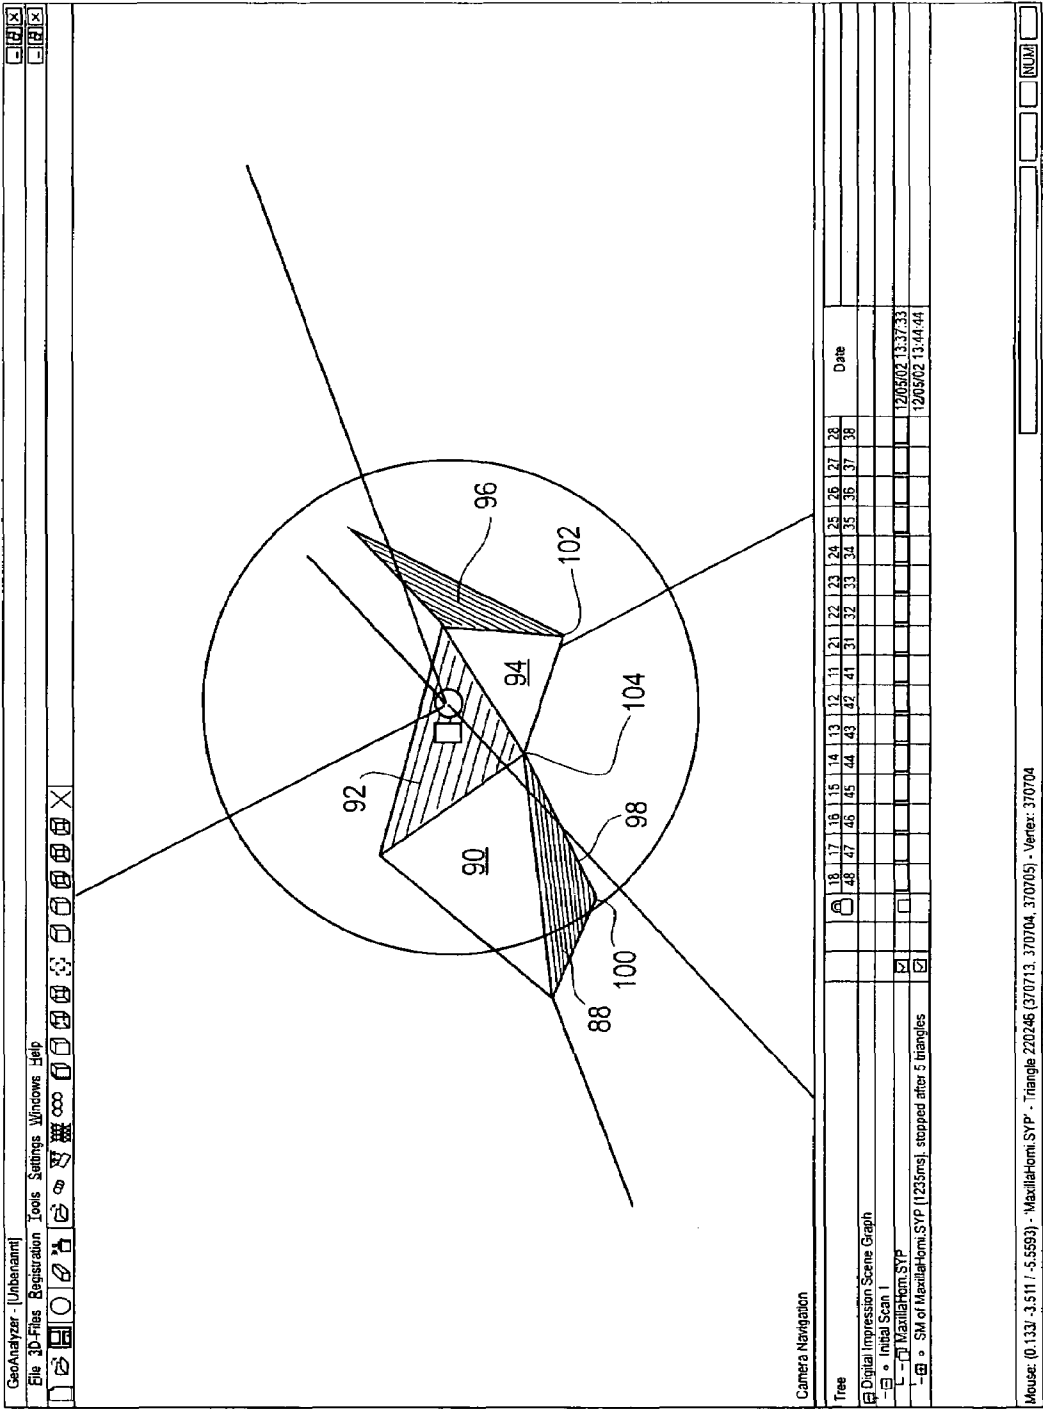 GeoAnalyzer - [Unbenannt]
File 3D-Files Registration Tools Settings Windows Help
96
102
94
104
92
90
98
100
88
Camera Navigation
Tree 18 17 16 15 14 13 12 11 21 22 23 24 25 26 27 28 Date
48 47 46 45 44 43 42 41 31 32 33 34 35 36 37 38
Digital Impression Scene Graph
Initial Scan I
MaxillaHorni.SYP 12/05/02 13:37:33
SM of MaxillaHorni.SYP [1235ms], stopped after 5 triangles 12/05/02 13:44:44
Mouse: (0.133/ -3.511 / -5.5593) - 'MaxillaHorni.SYP' - Triangle 220246 (370713, 370704, 370705) - Vertex: 370704
NUM